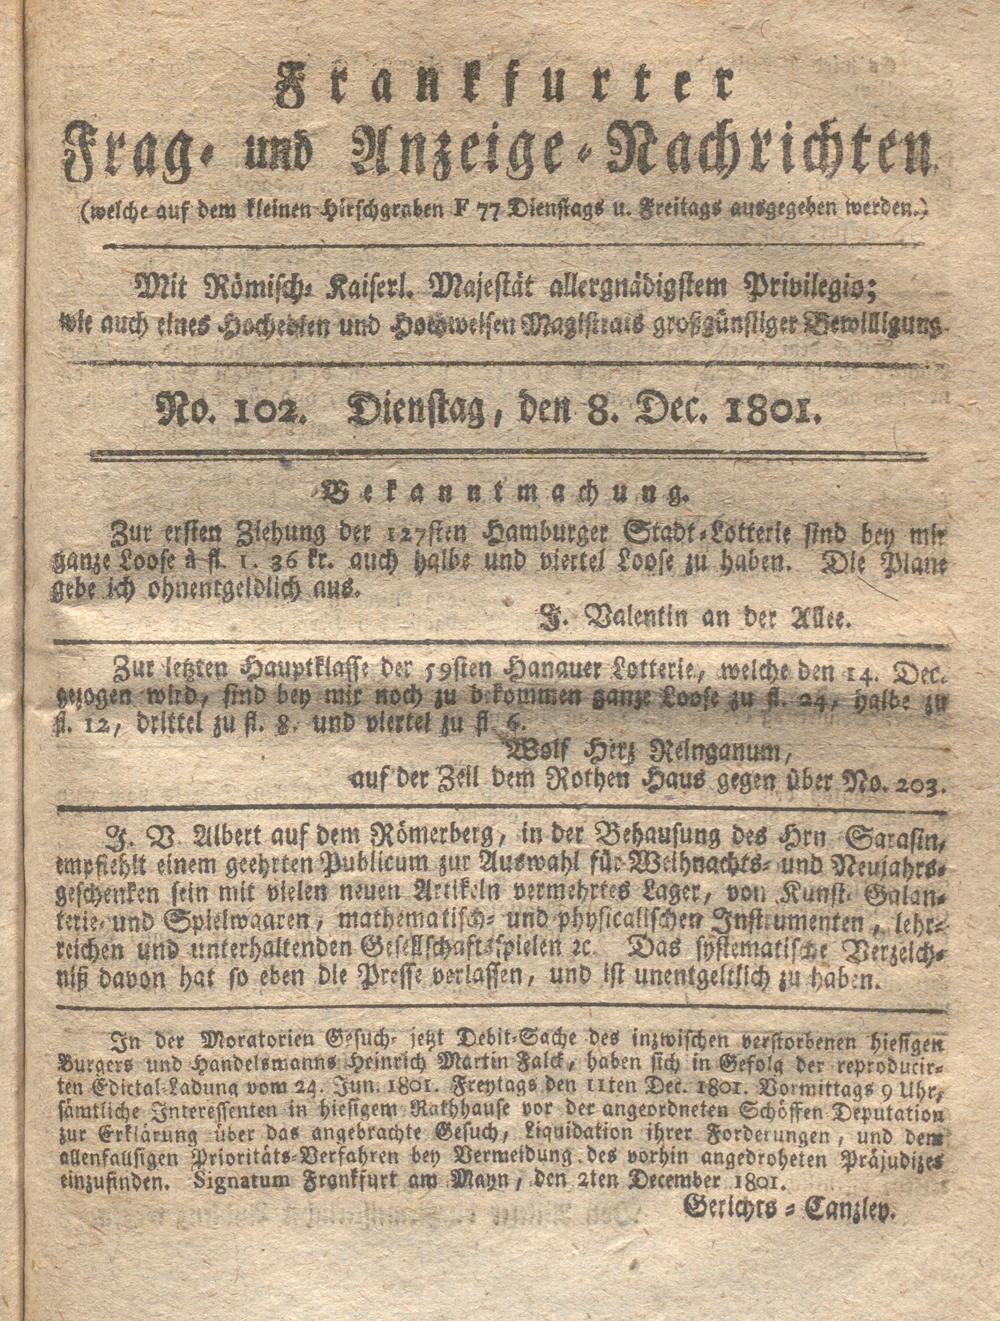 Frankfurter
Frag- und Anzeige-Nachrichten.
(welche auf dem kleinen Hirschgraben F 77 Dienstags u. Freitags ausgegeben werden.)
Mit Römisch- Kaiserl. Majestät allergnädigstem Privilegio;
wie auch eines Hochedlen und Hochweisen Magistrats großgünstiger Bewilligung.
No. 102. Dienstag, den 8. Dec. 1801.
Bekanntmachung.
Zur ersten Ziehung der 127sten Hamburger Stadt-Lotterie sind bey mir
ganze Loose à fl. 1. 36 kr. auch halbe und viertel Loose zu haben. Die Plane
gebe ich ohnentgeldlich aus.
J. Valentin an der Allee.
Zur letzten Hauptklasse der 59sten Hanauer Lotterie, welche den 14. Dec.
gezogen wird, sind bey mir noch zu bekommen ganze Loose zu fl. 24, halbe zu
fl. 12, drittel zu fl. 8. und viertel zu fl. 6.
Wolf Herz Reinganum,
auf der Zeil dem Rothen Haus gegen über No. 203.
J. V. Albert auf dem Römerberg, in der Behausung des Hrn Sarasin,
empfiehlt einem geehrten Publicum zur Auswahl für Weihnachts- und Neujahrs-
geschenken sein mit vielen neuen Artikeln vermehrtes Lager, von Kunst- Galan-
terie- und Spielwaaren, mathematisch- und physicalischen Instrumenten, lehr-
reichen und unterhaltenden Gesellschaftsspielen ꝛc. Das systematische Verzeich-
niß davon hat so eben die Presse verlassen, und ist unentgeltlich zu haben.
In der Moratorien Gesuch- jetzt Debit-Sache des inzwischen verstorbenen hiesigen
Burgers und Handelsmanns Heinrich Martin Falck, haben sich in Gefolg der reproducir-
ten Edictal-Ladung vom 24. Jun. 1801. Freytags den 11ten Dec. 1801. Vormittags 9 Uhr,
sämtliche Interessenten in hiesigem Rathhause vor der angeordneten Schöffen Deputation
zur Erklärung über das angebrachte Gesuch, Liquidation ihrer Forderungen, und dem
allenfallsigen Prioritäts-Verfahren bey Vermeidung des vorhin angedroheten Präjudizes
einzufinden. Signatum Frankfurt am Mayn, den 2ten December 1801.
Gerichts-Canzley.